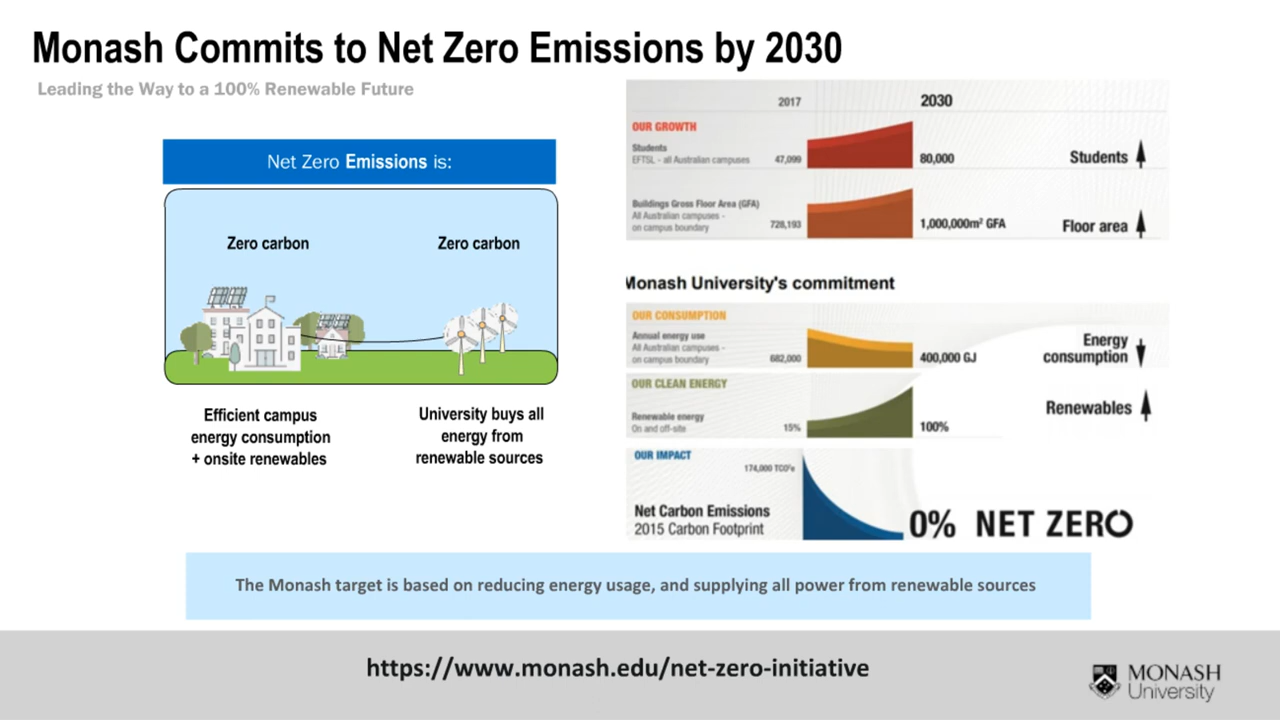 Monash Commits to Net Zero Emissions by 2030
Leading the Way to a 100% Renewable Future
Net Zero Emissions is:
Zero carbon
Zero carbon
Efficient campus
energy consumption
+ onsite renewables
University buys all
energy from
renewable sources
2017
2030
OUR GROWTH
Students
EFTSL - all Australian campuses
47,099
80,000
Students
Buildings Gross Floor Area (GFA)
All Australian campuses -
on campus boundary
728,193
1,000,000m² GFA
Floor area
Monash University's commitment
OUR CONSUMPTION
Annual energy use
All Australian campuses -
on campus boundary
682,000
400,000 GJ
Energy
consumption
OUR CLEAN ENERGY
Renewable energy
On and off-site
15%
100%
Renewables
OUR IMPACT
174,000 TCO²e
Net Carbon Emissions
2015 Carbon Footprint
0% NET ZERO
The Monash target is based on reducing energy usage, and supplying all power from renewable sources
https://www.monash.edu/net-zero-initiative
MONASH
University